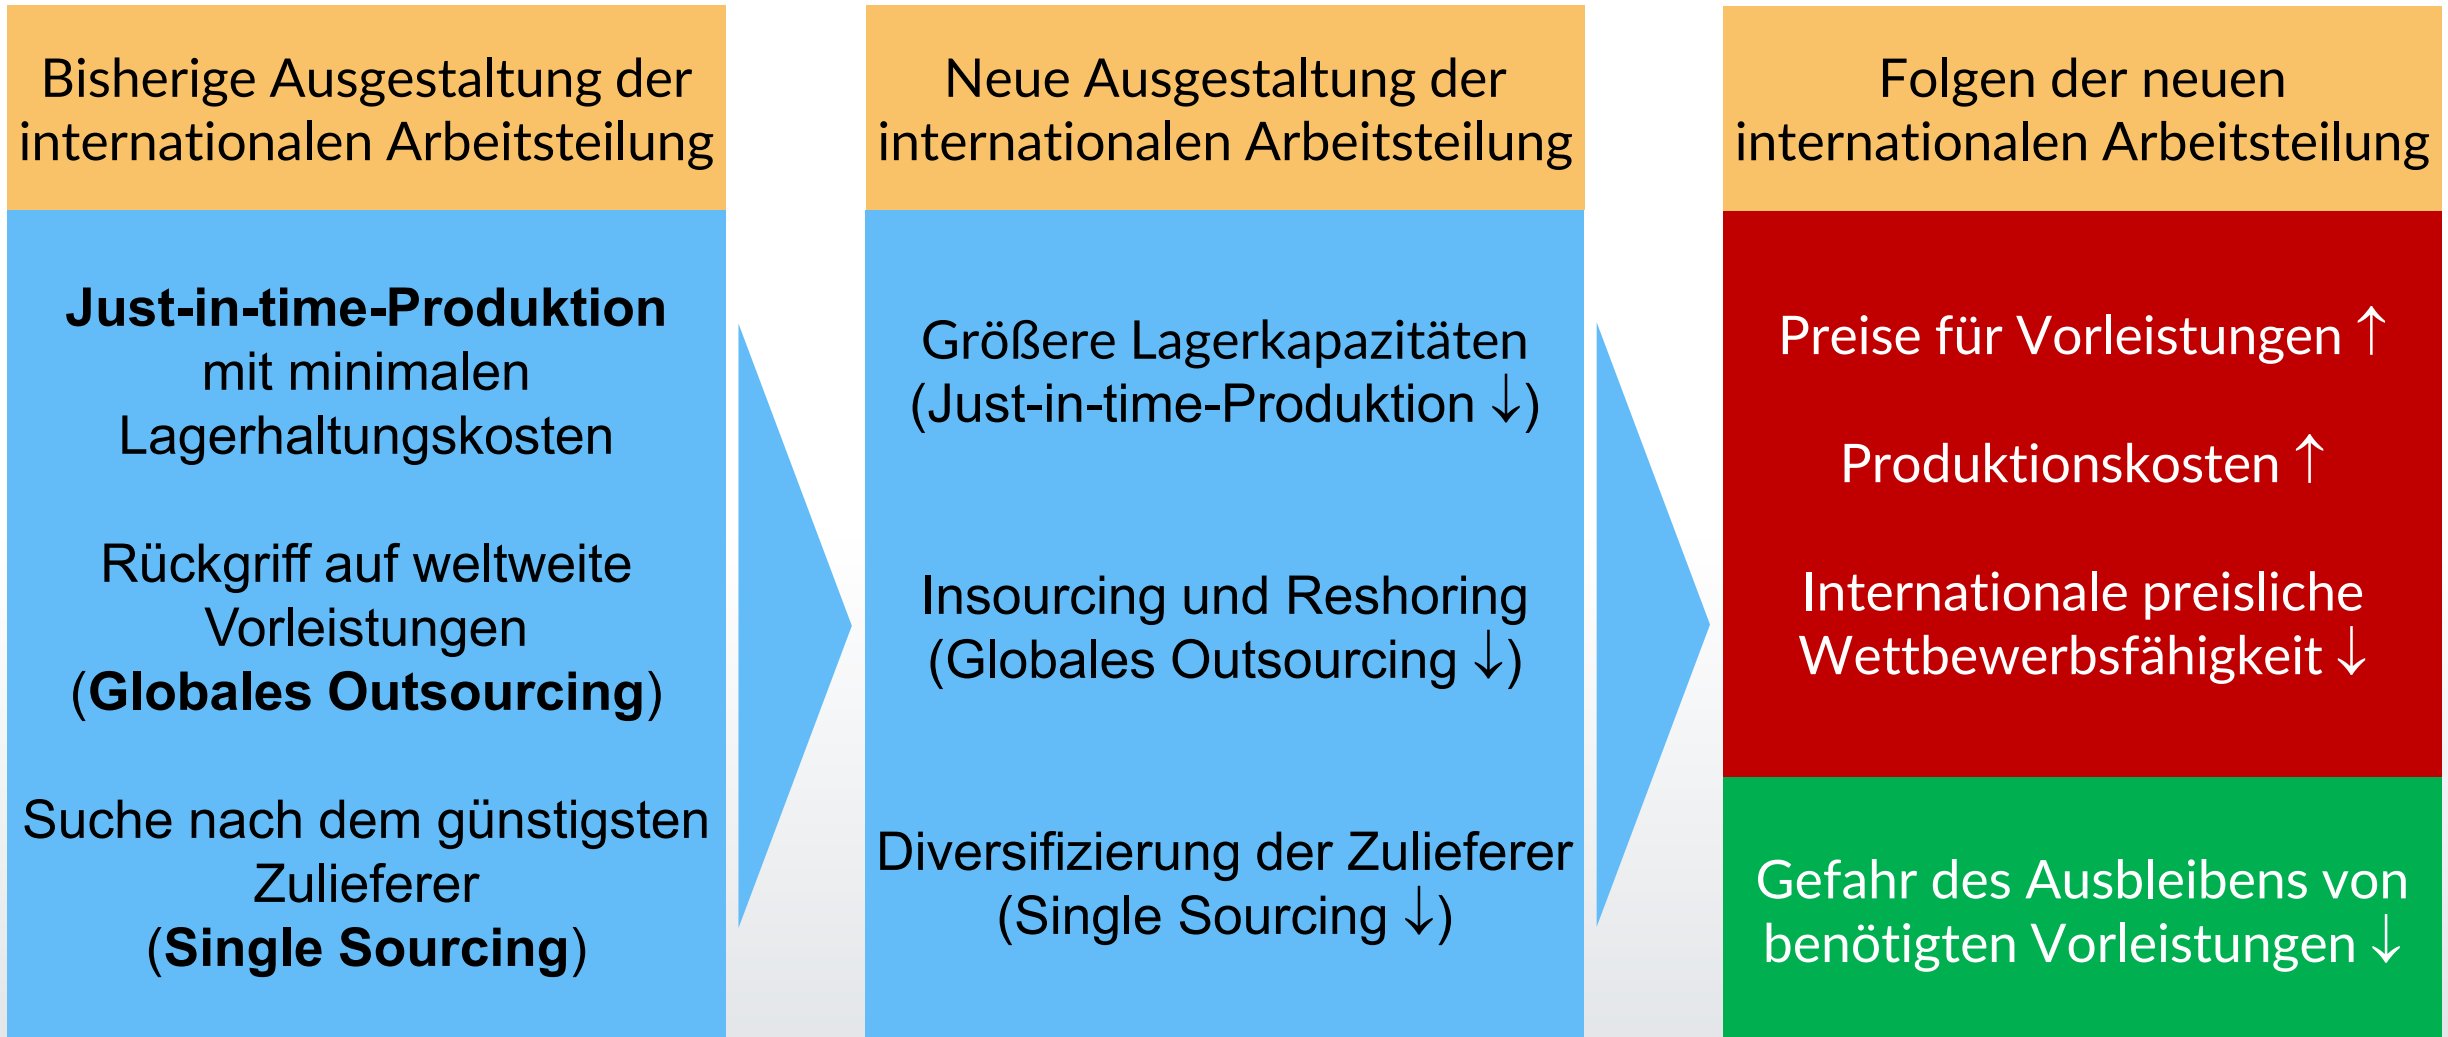 Bisherige Ausgestaltung der
internationalen Arbeitsteilung
Just-in-time-Produktion
mit minimalen
Lagerhaltungskosten
Rückgriff auf weltweite
Vorleistungen
(Globales Outsourcing)
Suche nach dem günstigsten
Zulieferer
(Single Sourcing)
Neue Ausgestaltung der
internationalen Arbeitsteilung
Größere Lagerkapazitäten
(Just-in-time-Produktion ↓)
Insourcing und Reshoring
(Globales Outsourcing ↓)
Diversifizierung der Zulieferer
(Single Sourcing ↓)
Folgen der neuen
internationalen Arbeitsteilung
Preise für Vorleistungen ↑
Produktionskosten ↑
Internationale preisliche
Wettbewerbsfähigkeit ↓
Gefahr des Ausbleibens von
benötigten Vorleistungen ↓